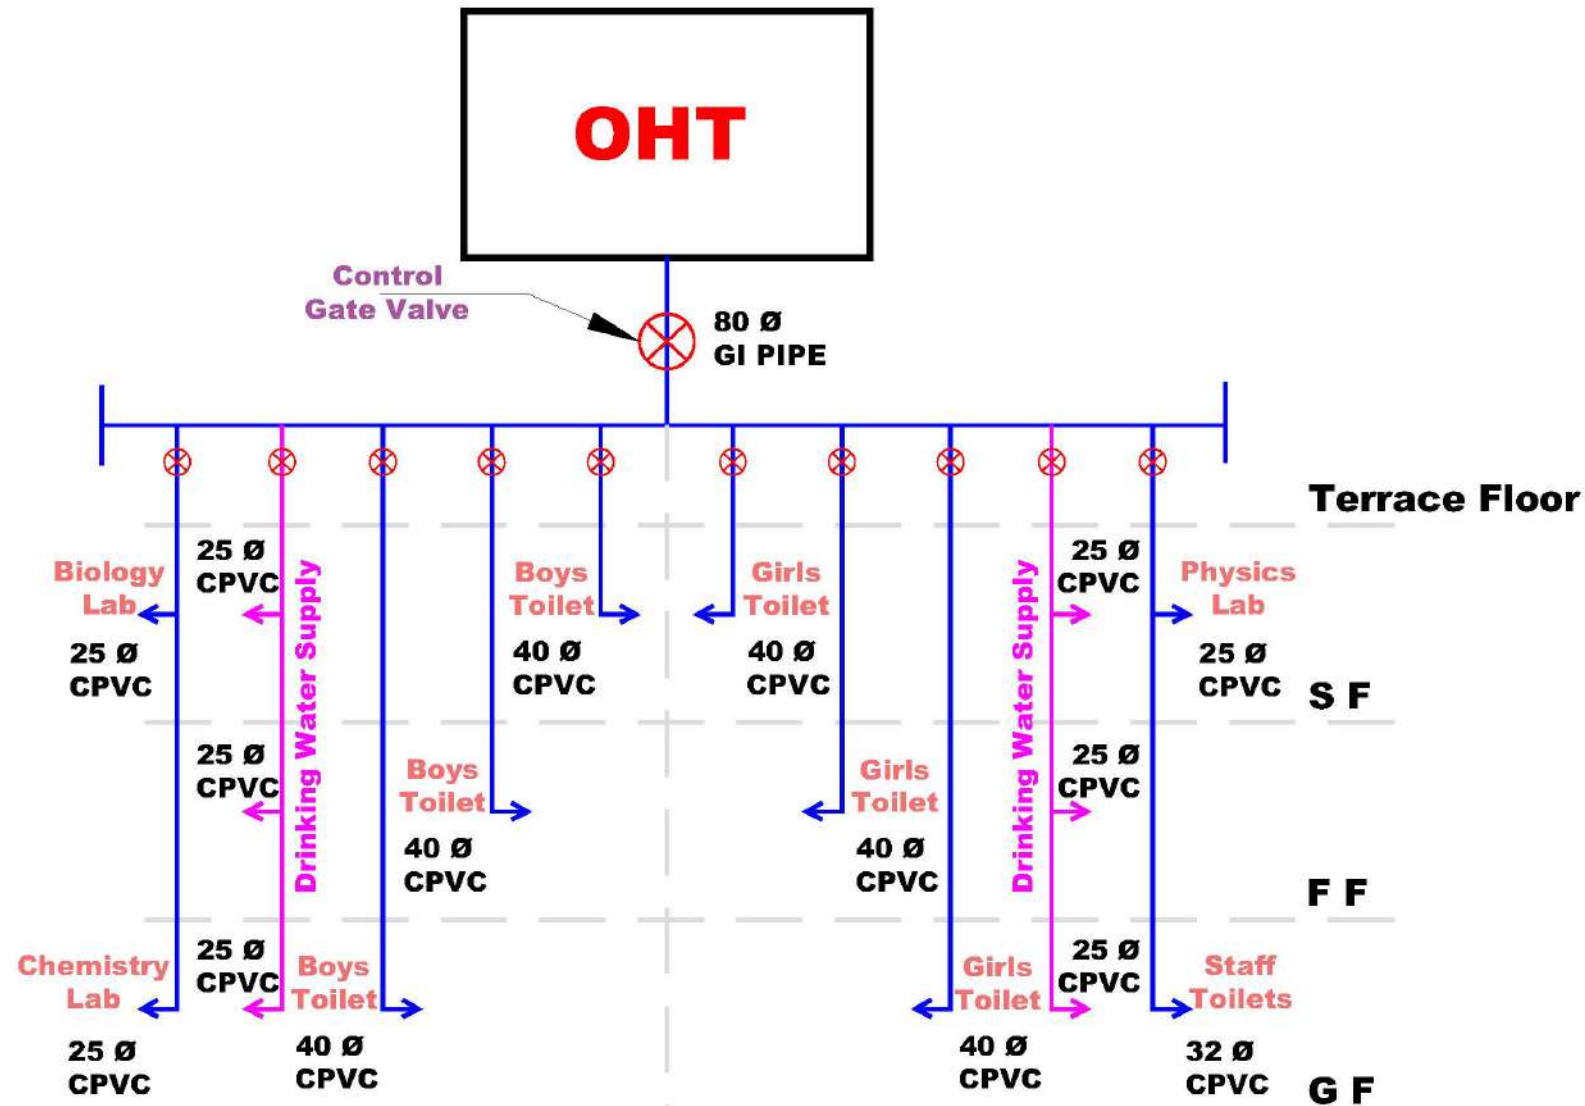 OHT
Control
Gate Valve
80 Ø
GI PIPE
Terrace Floor
Biology
Lab
25 Ø
CPVC
25 Ø
CPVC
Drinking Water Supply
Boys
Toilet
40 Ø
CPVC
Girls
Toilet
40 Ø
CPVC
Drinking Water Supply
25 Ø
CPVC
Physics
Lab
25 Ø
CPVC
S F
25 Ø
CPVC
Boys
Toilet
40 Ø
CPVC
Girls
Toilet
40 Ø
CPVC
25 Ø
CPVC
F F
Chemistry
Lab
25 Ø
CPVC
25 Ø
CPVC
Boys
Toilet
40 Ø
CPVC
Girls
Toilet
40 Ø
CPVC
25 Ø
CPVC
Staff
Toilets
32 Ø
CPVC
G F